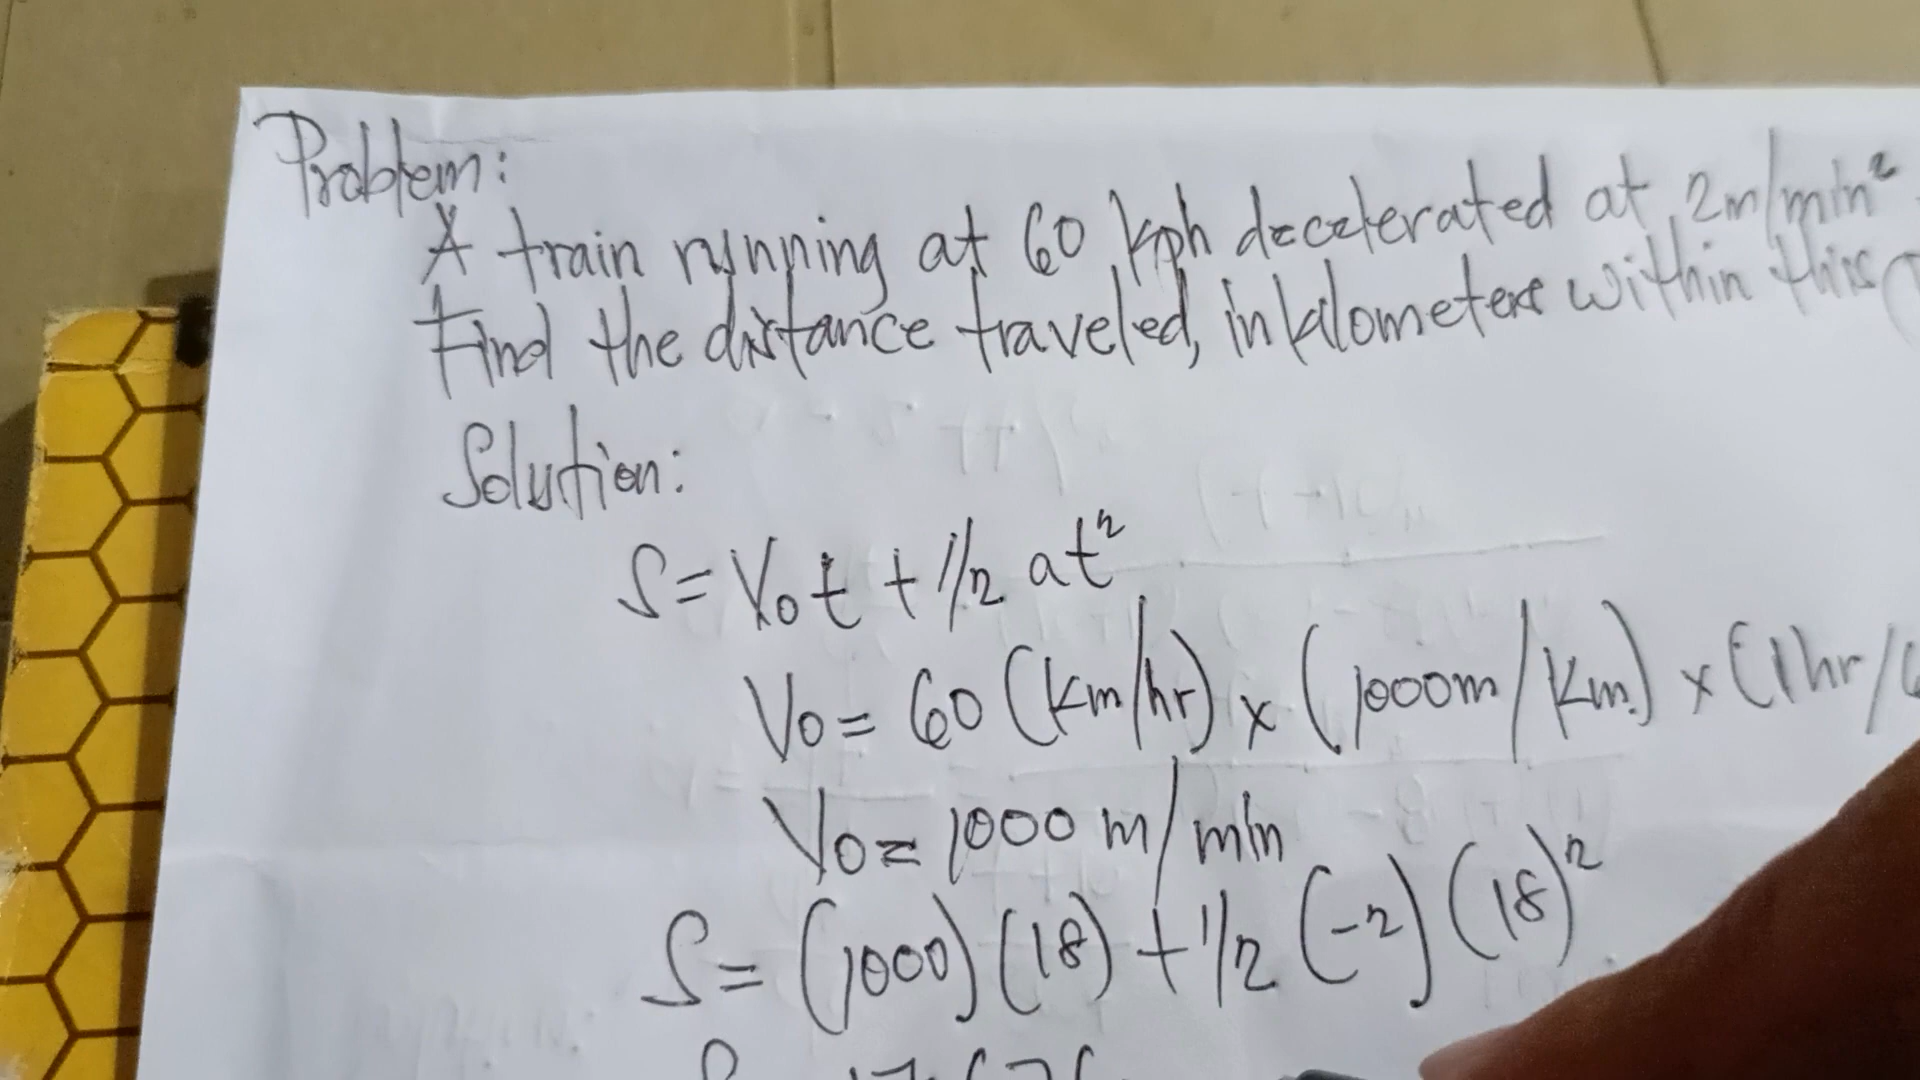 Problem:
A train running at 60 kph decelerated at 2m/min²
Find the distance traveled, in kilometers within this
Solution:
S = Vot + 1/2 at²
Vo = 60 (km/hr) x (1000m/km) x (1hr/6
Vo = 1000 m/min
S = (1000) (18) + 1/2 (-2) (18)²